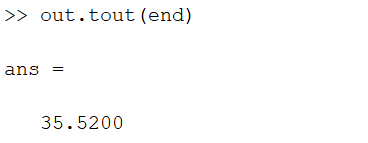 >> out.tout(end)
ans =
35.5200